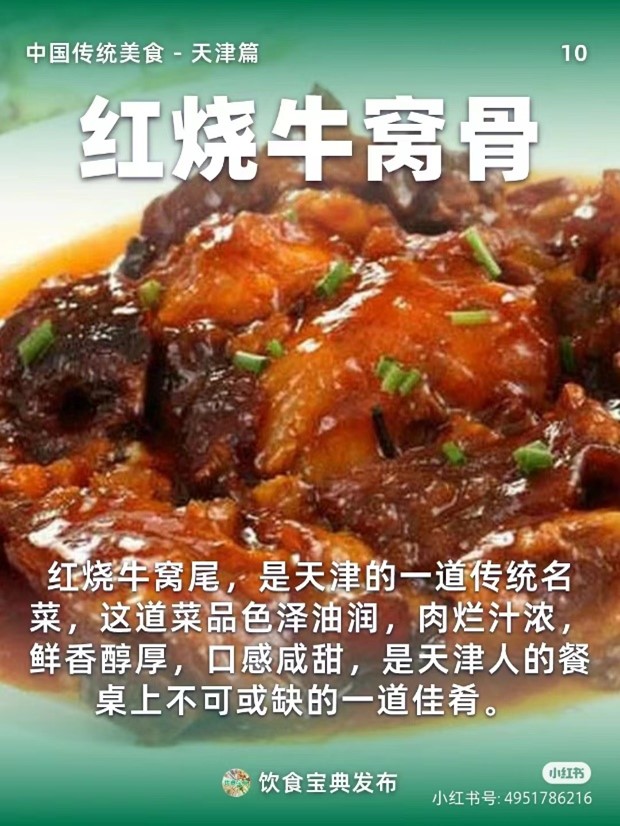 中国传统美食 - 天津篇
10
红烧牛窝骨
红烧牛窝尾，是天津的一道传统名
菜，这道菜品色泽油润，肉烂汁浓，
鲜香醇厚，口感咸甜，是天津人的餐
桌上不可或缺的一道佳肴。
饮食宝典发布
小红书
小红书号: 4951786216